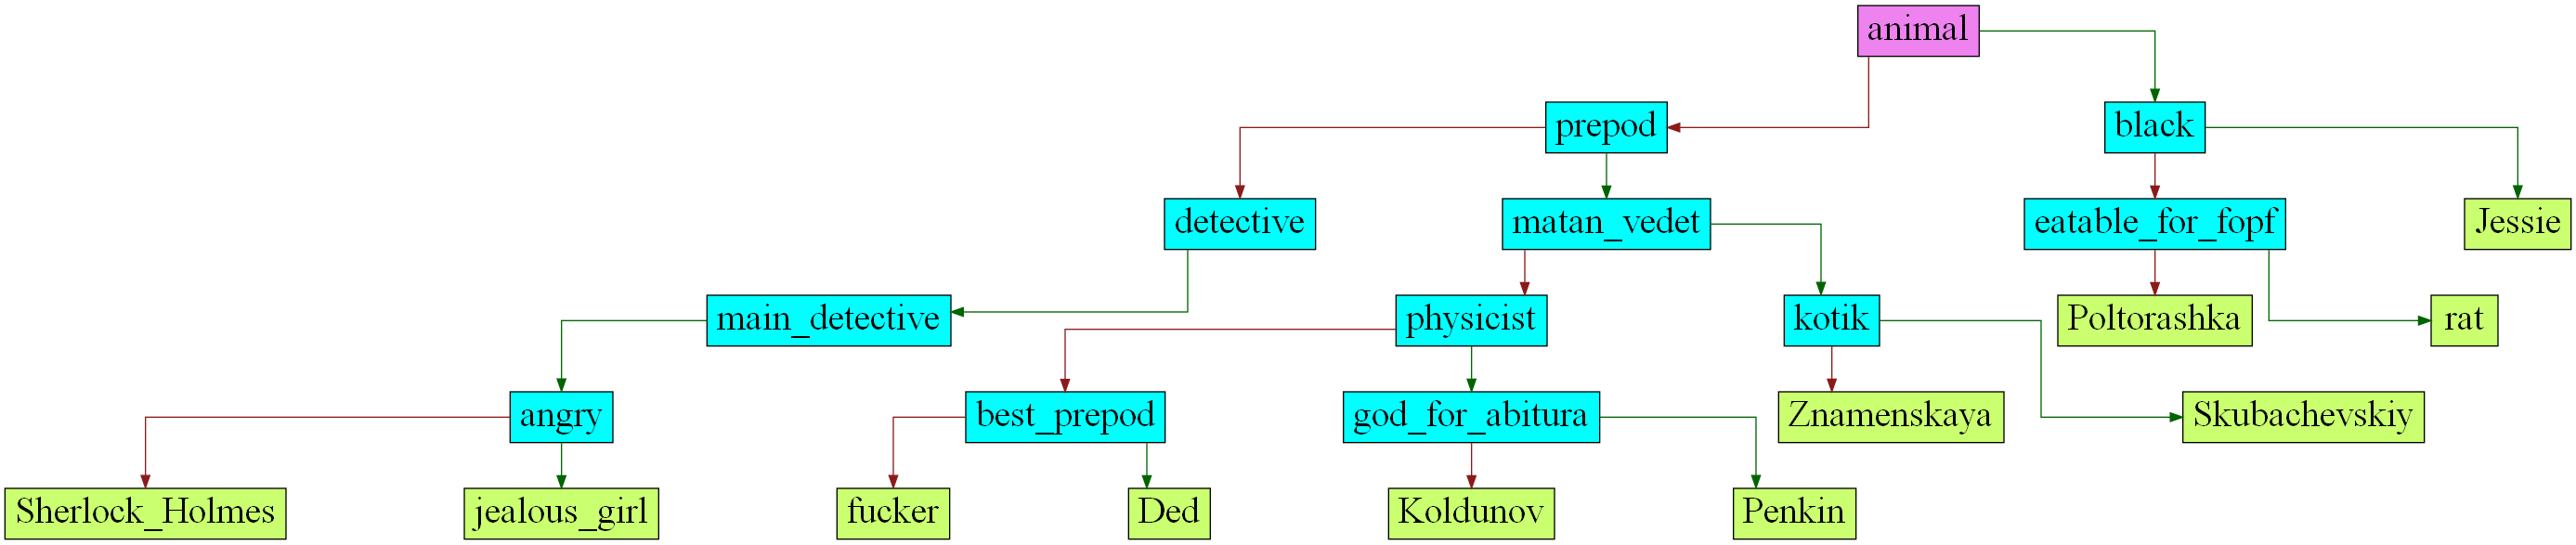 animal
prepod
black
detective
matan_vedet
eatable_for_fopf
Jessie
main_detective
physicist
kotik
Poltorashka
rat
angry
best_prepod
god_for_abitura
Znamenskaya
Skubachevskiy
Sherlock_Holmes
jealous_girl
fucker
Ded
Koldunov
Penkin